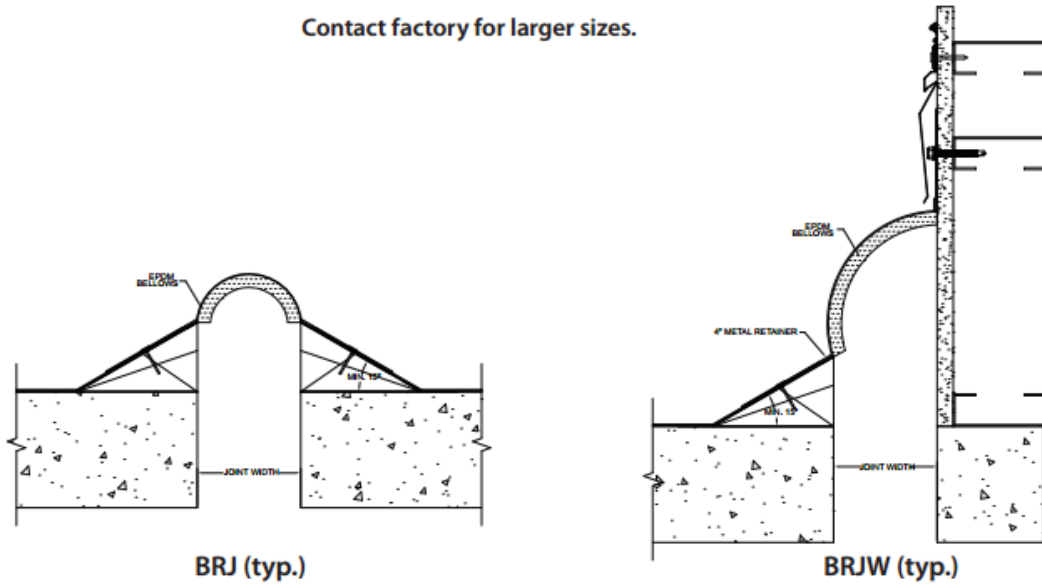 Contact factory for larger sizes.
EPDM
BELLOWS
MIN. 15°
JOINT WIDTH
BRJ (typ.)
EPDM
BELLOWS
4" METAL RETAINER
MIN. 15°
JOINT WIDTH
BRJW (typ.)